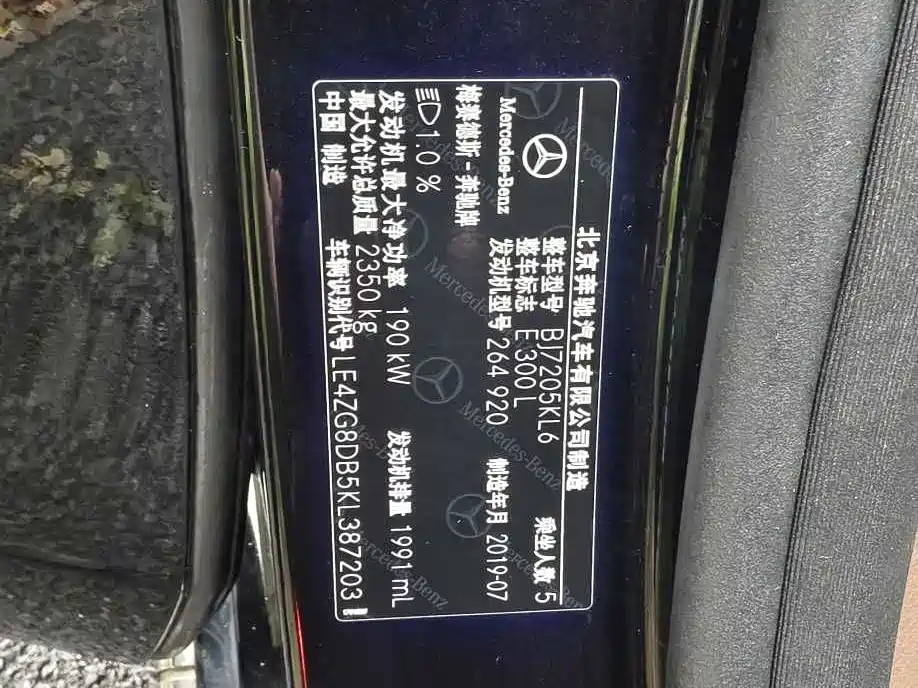 北京奔驰汽车有限公司制造
Mercedes-Benz
整车型号 BJ7205KL6
乘坐人数 5
整车标志 E 300 L
梅赛德斯-奔驰牌
发动机型号 264 920
制造年月 2019-07
1.0 %
发动机最大净功率 190 kW
发动机排量 1991 mL
最大允许总质量 2350 kg
中国 制造
车辆识别代号 LE4ZG8DB5KL387203